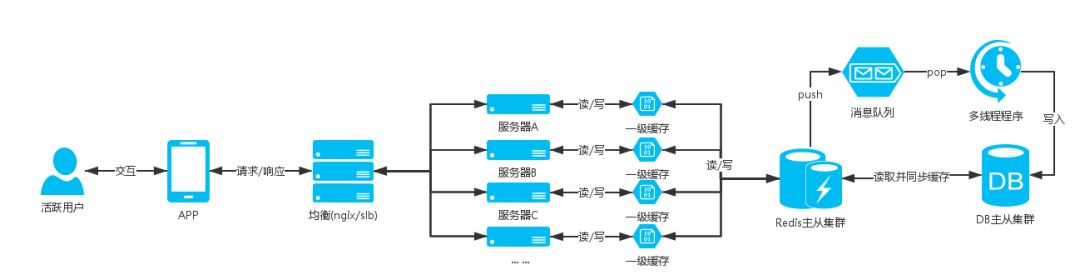 活跃用户
交互
APP
请求/响应
均衡(ngix/slb)
服务器A
读/写
一级缓存
服务器B
读/写
一级缓存
服务器C
读/写
一级缓存
... ...
读/写
一级缓存
读/写
Redis主从集群
push
消息队列
pop
多线程程序
写入
读取并同步缓存
DB
DB主从集群